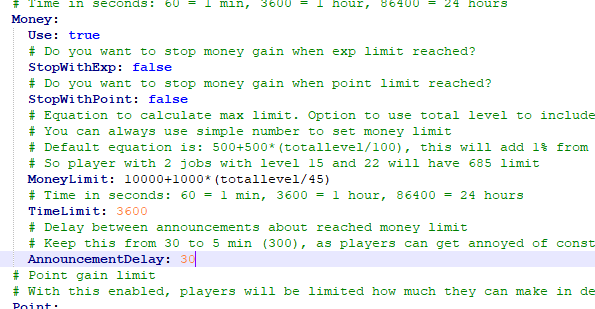 # Time in seconds: 60 = 1 min, 3600 = 1 hour, 86400 = 24 hours
Money:
Use: true
# Do you want to stop money gain when exp limit reached?
StopWithExp: false
# Do you want to stop money gain when point limit reached?
StopWithPoint: false
# Equation to calculate max limit. Option to use total level to include
# You can always use simple number to set money limit
# Default equation is: 500+500*(totallevel/100), this will add 1% from
# So player with 2 jobs with level 15 and 22 will have 685 limit
MoneyLimit: 10000+1000*(totallevel/45)
# Time in seconds: 60 = 1 min, 3600 = 1 hour, 86400 = 24 hours
TimeLimit: 3600
# Delay between announcements about reached money limit
# Keep this from 30 to 5 min (300), as players can get annoyed of const
AnnouncementDelay: 30
# Point gain limit
# With this enabled, players will be limited how much they can make in de
Point: